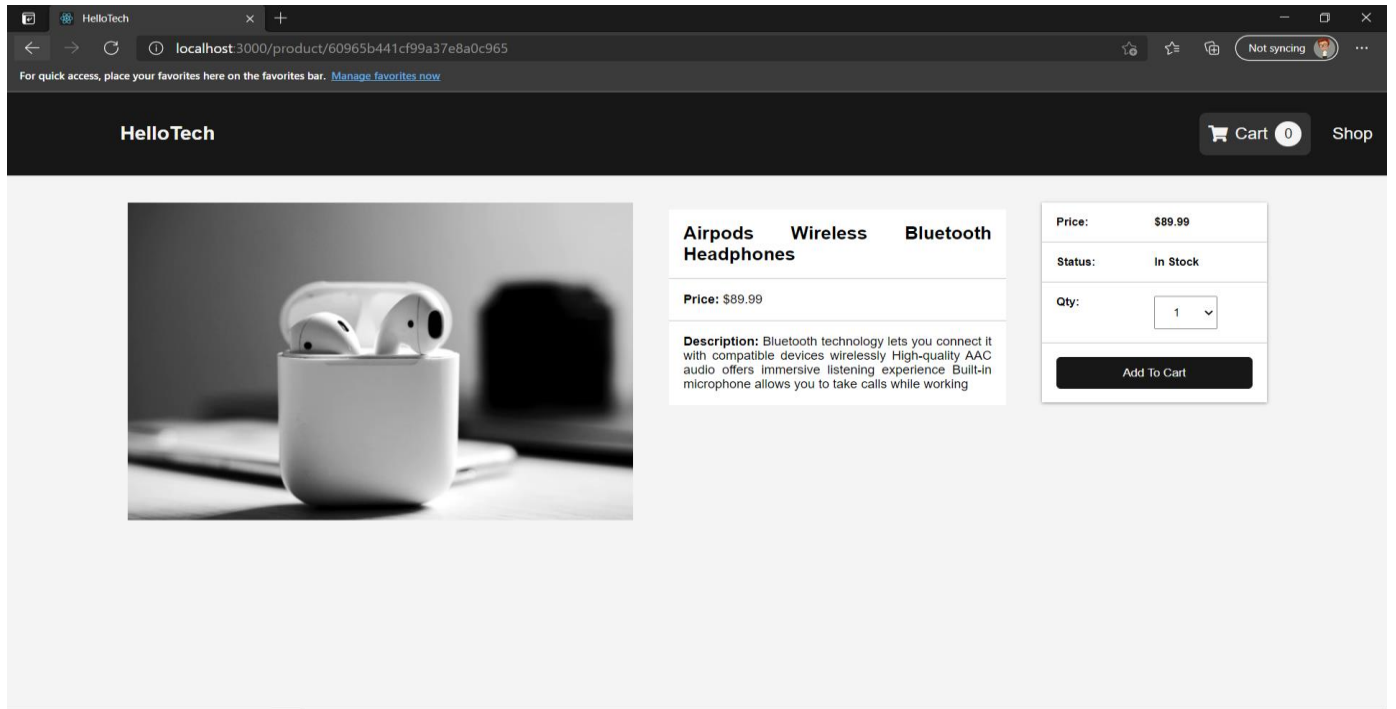 HelloTech
localhost:3000/product/60965b441cf99a37e8a0c965
Not syncing
For quick access, place your favorites here on the favorites bar. Manage favorites now
HelloTech
Cart 0 Shop
Airpods Wireless Bluetooth
Headphones
Price: $89.99
Description: Bluetooth technology lets you connect it
with compatible devices wirelessly High-quality AAC
audio offers immersive listening experience Built-in
microphone allows you to take calls while working
Price: $89.99
Status: In Stock
Qty: 1
Add To Cart